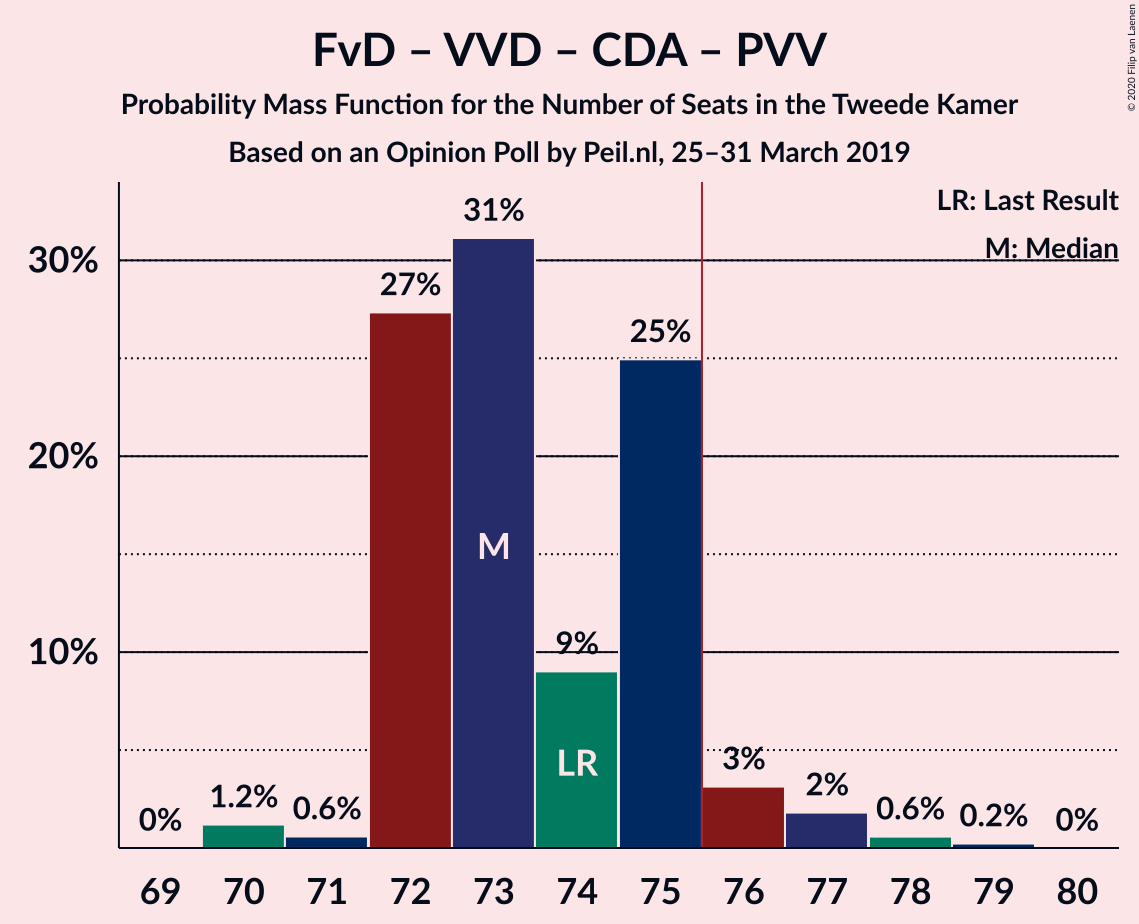 FvD – VVD – CDA – PVV
Probability Mass Function for the Number of Seats in the Tweede Kamer
Based on an Opinion Poll by Peil.nl, 25–31 March 2019
© 2020 Filip van Laenen
LR: Last Result
M: Median
30%
20%
10%
0%
1.2%
0.6%
27%
31%
9%
25%
3%
2%
0.6%
0.2%
0%
M
LR
69 70 71 72 73 74 75 76 77 78 79 80